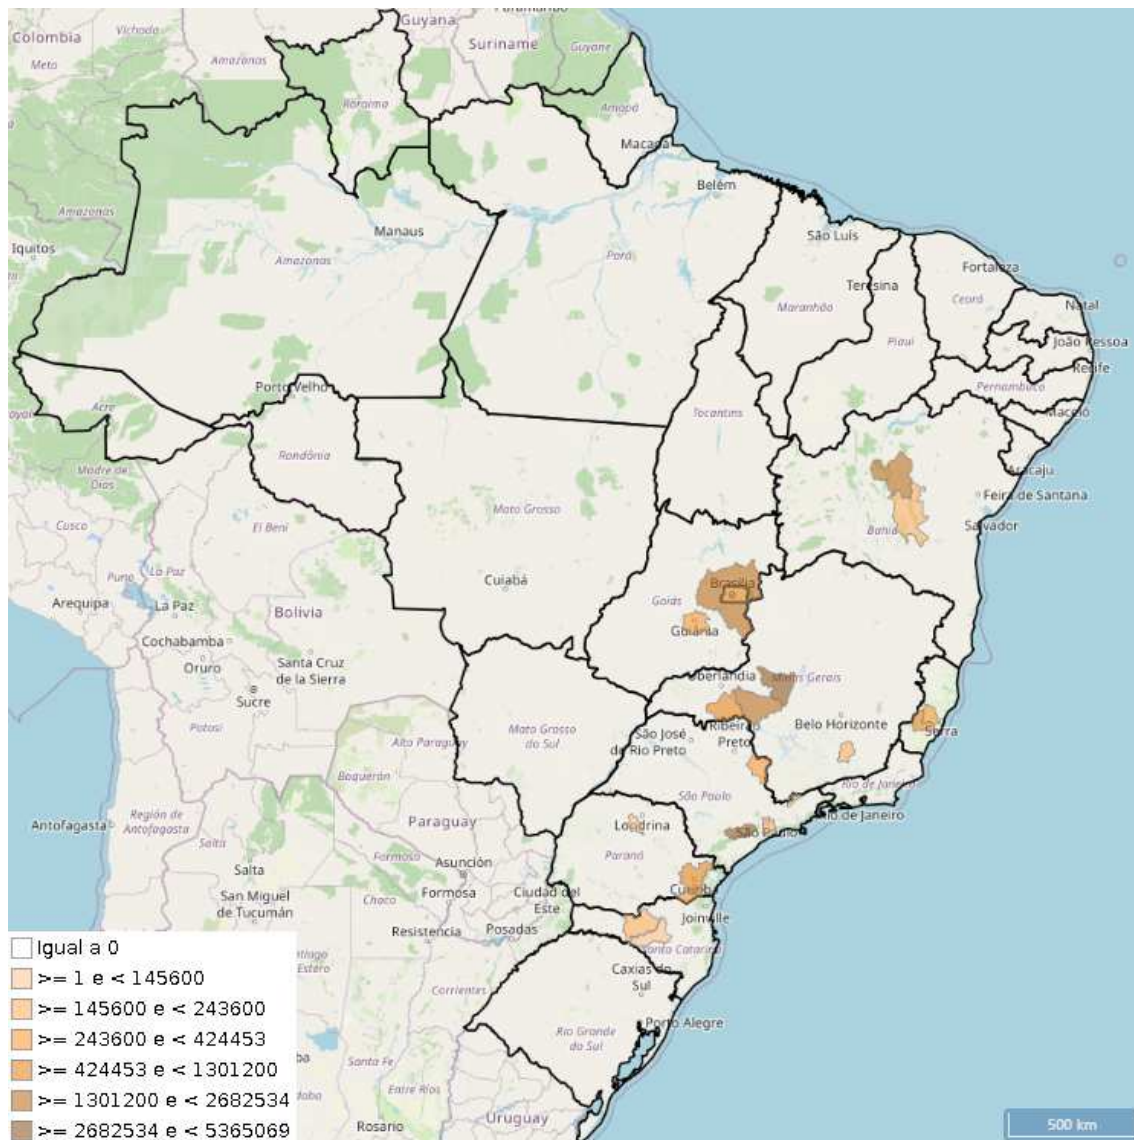 Paramaribo
Guyana
Colombia
Vichada
Suriname
Guyane
Meta
Amazonas
Roraima
Amapá
Macapá
Belém
Amazonas
São Luís
Iquitos
Manaus
Pará
Fortaleza
Amazonas
Teresina
Ceará
Maranhão
Natal
Piauí
João Pessoa
Recife
Porto Velho
Pernambuco
Acre
Tocantins
Maceió
Rondônia
Madre de
Dios
Aracaju
Feira de Santana
Mato Grosso
Cusco
El Beni
Bahia
Salvador
La Paz
Puno
Cuiabá
Brasília
Arequipa
La Paz
Goiás
Bolivia
Goiânia
Cochabamba
Oruro
Santa Cruz
de la Sierra
Uberlândia
Minas Gerais
Sucre
Potosí
Mato Grosso
do Sul
Belo Horizonte
Serra
Ribeirão
Preto
São José
do Rio Preto
Alto Paraguay
Boquerón
Rio de Janeiro
São Paulo
Región de
Antofagasta
Antofagasta
Paraguay
Rio de Janeiro
Londrina
São Paulo
Salta
Formosa
Paraná
Asunción
Salta
Chaco
Formosa
Ciudad del
Este
Curitiba
San Miguel
de Tucumán
Joinville
Resistencia
Posadas
Santa Catarina
Igual a 0
Caxias do
Sul
>= 1 e < 145600
Corrientes
>= 145600 e < 243600
Porto Alegre
Rio Grande
do Sul
>= 243600 e < 424453
Santa Fe
>= 424453 e < 1301200
Entre Ríos
>= 1301200 e < 2682534
Uruguay
>= 2682534 e < 5365069
Rosario
500 km